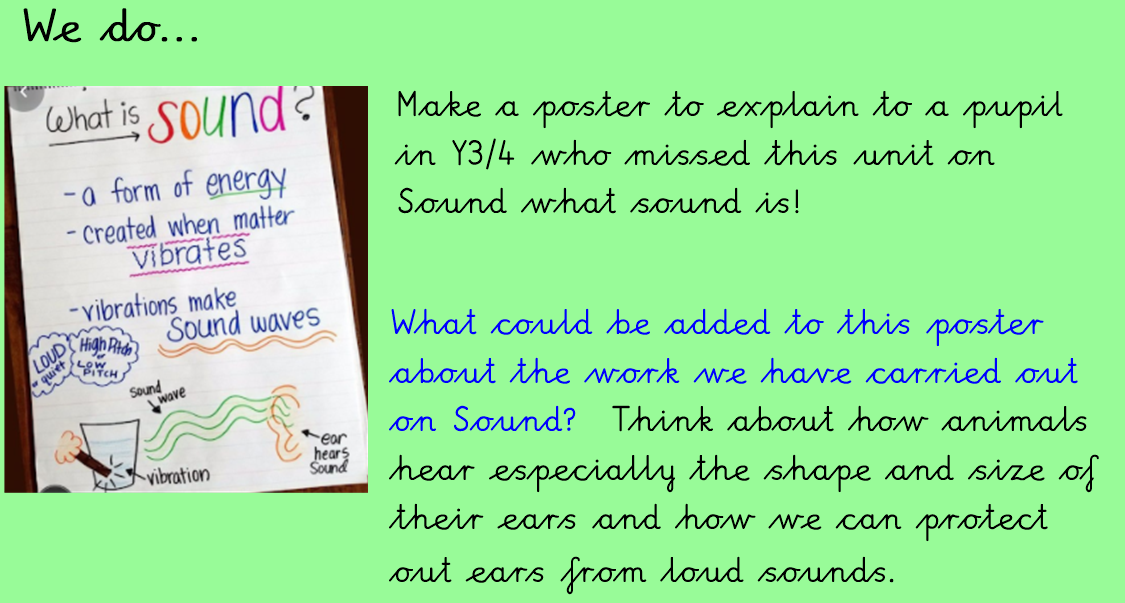 We do...
What is sound?
- a form of energy
- created when matter
vibrates
- vibrations make
Sound waves
LOUD
or quiet
High Pitch
or
LOW
PITCH
sound
wave
ear
hears
Sound
vibration
Make a poster to explain to a pupil
in Y3/4 who missed this unit on
Sound what sound is!
What could be added to this poster
about the work we have carried out
on Sound? Think about how animals
hear especially the shape and size of
their ears and how we can protect
out ears from loud sounds.